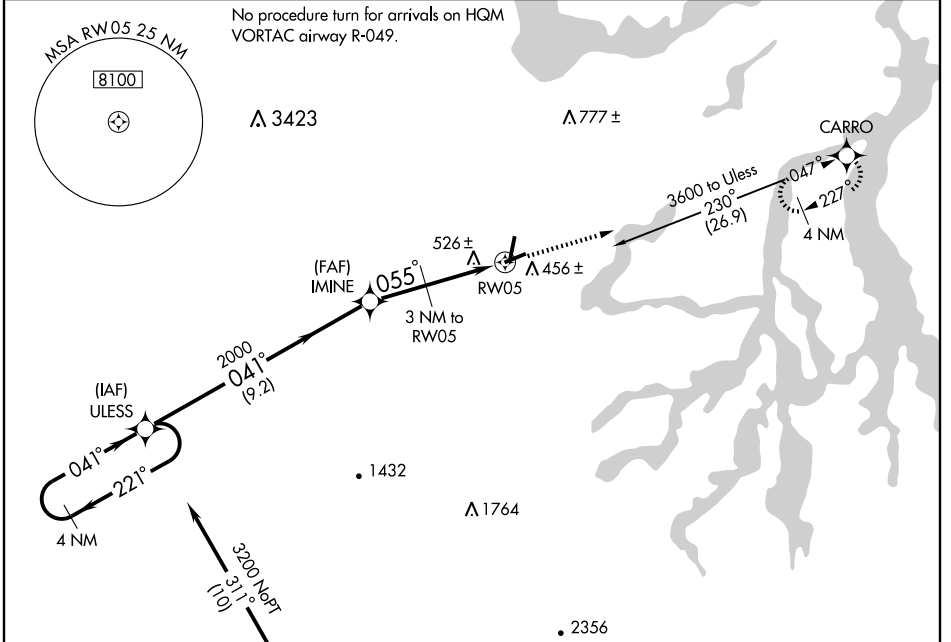 No procedure turn for arrivals on HQM
VORTAC airway R-049.
MSA RW05 25 NM
8100
3423
777 ±
CARRO
3600 to Uless
230°
(26.9)
047°
227°
4 NM
526 ±
456 ±
RW05
(FAF)
IMINE
055°
3 NM to
RW05
2000
041°
(9.2)
(IAF)
ULESS
041°
221°
4 NM
1432
1764
3200 NoPT
311°
(10)
2356